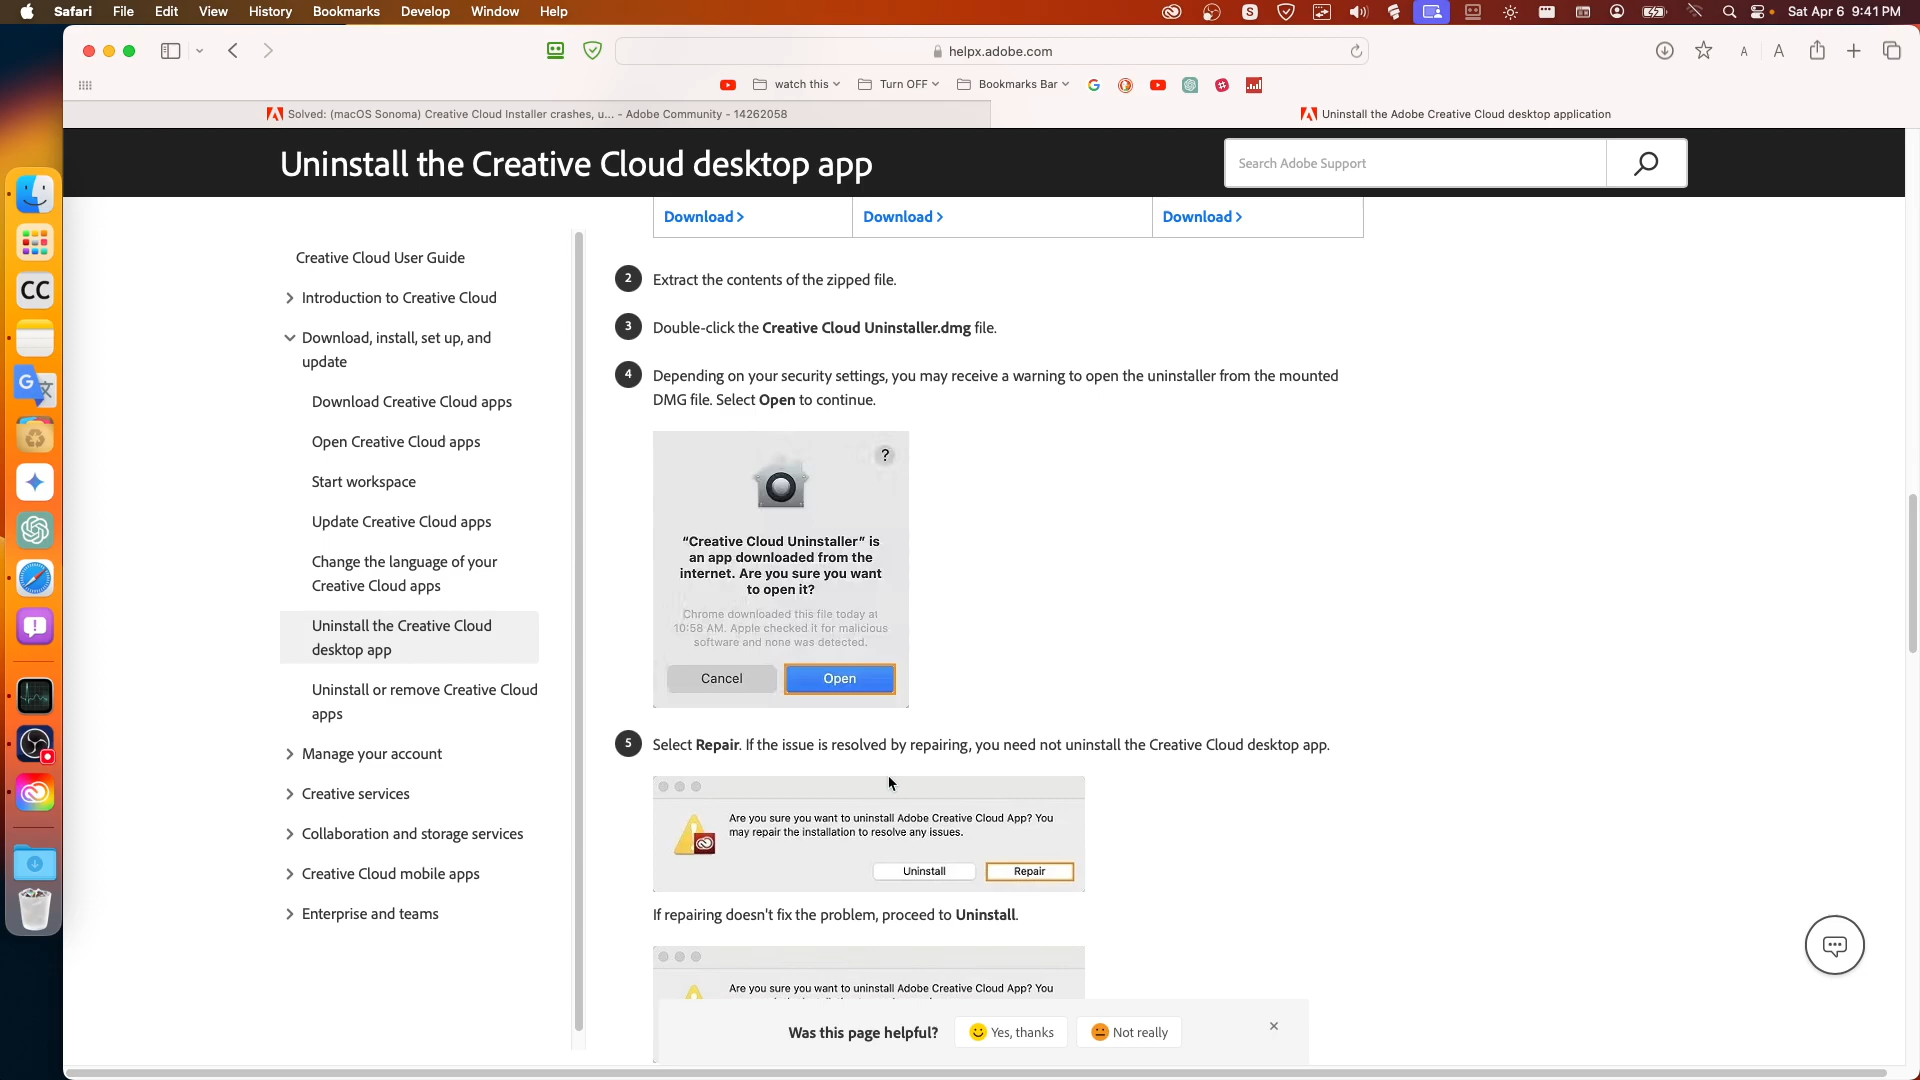 Safari File Edit View History Bookmarks Develop Window Help
Sat Apr 6 9:41 PM
helpx.adobe.com
A A
watch this Turn OFF Bookmarks Bar
Solved: (macOS Sonoma) Creative Cloud Installer crashes, u... - Adobe Community - 14262058
Uninstall the Adobe Creative Cloud desktop application
Uninstall the Creative Cloud desktop app
Search Adobe Support
Download > Download > Download >
Creative Cloud User Guide
Introduction to Creative Cloud
Download, install, set up, and
update
Download Creative Cloud apps
Open Creative Cloud apps
Start workspace
Update Creative Cloud apps
Change the language of your
Creative Cloud apps
Uninstall the Creative Cloud
desktop app
Uninstall or remove Creative Cloud
apps
Manage your account
Creative services
Collaboration and storage services
Creative Cloud mobile apps
Enterprise and teams
CC
2 Extract the contents of the zipped file.
3 Double-click the Creative Cloud Uninstaller.dmg file.
4 Depending on your security settings, you may receive a warning to open the uninstaller from the mounted
DMG file. Select Open to continue.
?
"Creative Cloud Uninstaller" is
an app downloaded from the
internet. Are you sure you want
to open it?
Chrome downloaded this file today at
10:58 AM. Apple checked it for malicious
software and none was detected.
Cancel Open
5 Select Repair. If the issue is resolved by repairing, you need not uninstall the Creative Cloud desktop app.
Are you sure you want to uninstall Adobe Creative Cloud App? You
may repair the installation to resolve any issues.
Uninstall Repair
If repairing doesn't fix the problem, proceed to Uninstall.
Are you sure you want to uninstall Adobe Creative Cloud App? You
Was this page helpful? Yes, thanks Not really